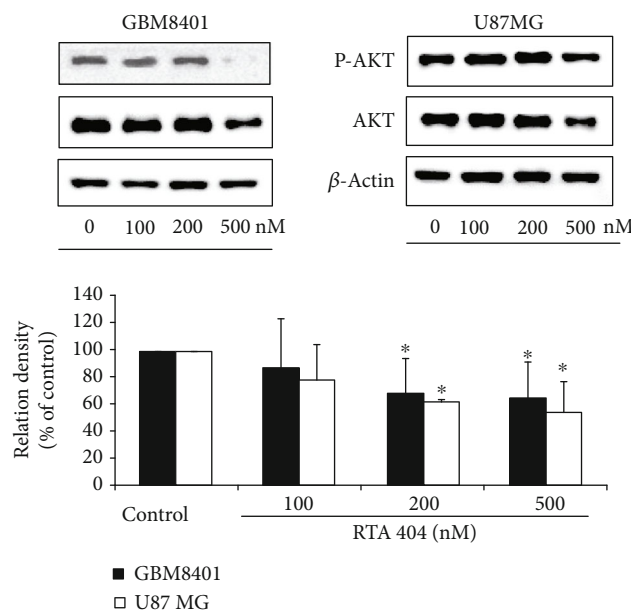 GBM8401 U87MG
P-AKT
AKT
β-Actin
0 100 200 500 nM 0 100 200 500 nM
140
120
100
80
60
40
20
0
Relation density
(% of control)
* * * *
Control 100 200 500
RTA 404 (nM)
GBM8401
U87 MG